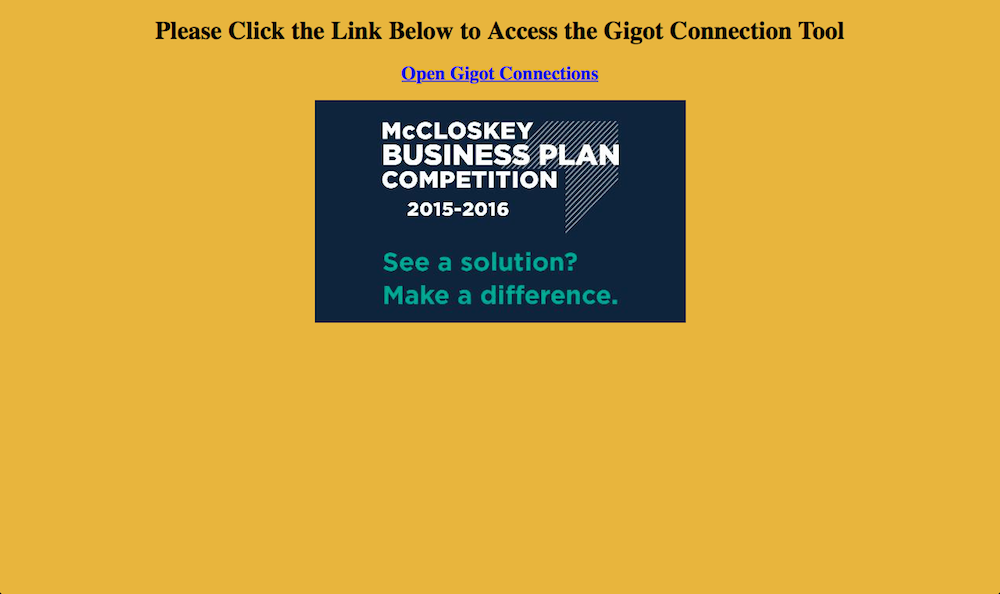 Please Click the Link Below to Access the Gigot Connection Tool
Open Gigot Connections
McCLOSKEY
BUSINESS PLAN
COMPETITION
2015-2016
See a solution?
Make a difference.